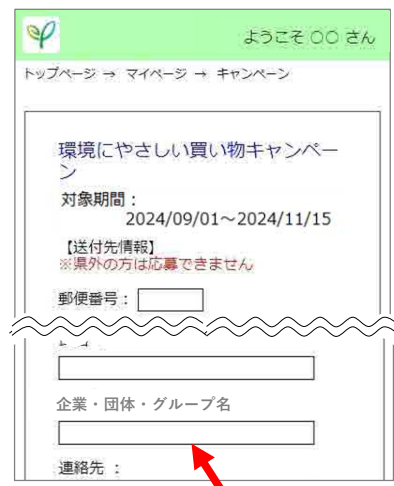 ようこそ 〇〇 さん
トップページ → マイページ → キャンペーン
環境にやさしい買い物キャンペー
ン
対象期間：
2024/09/01～2024/11/15
【送付先情報】
※県外の方は応募できません
郵便番号：
企業・団体・グループ名
連絡先 ：